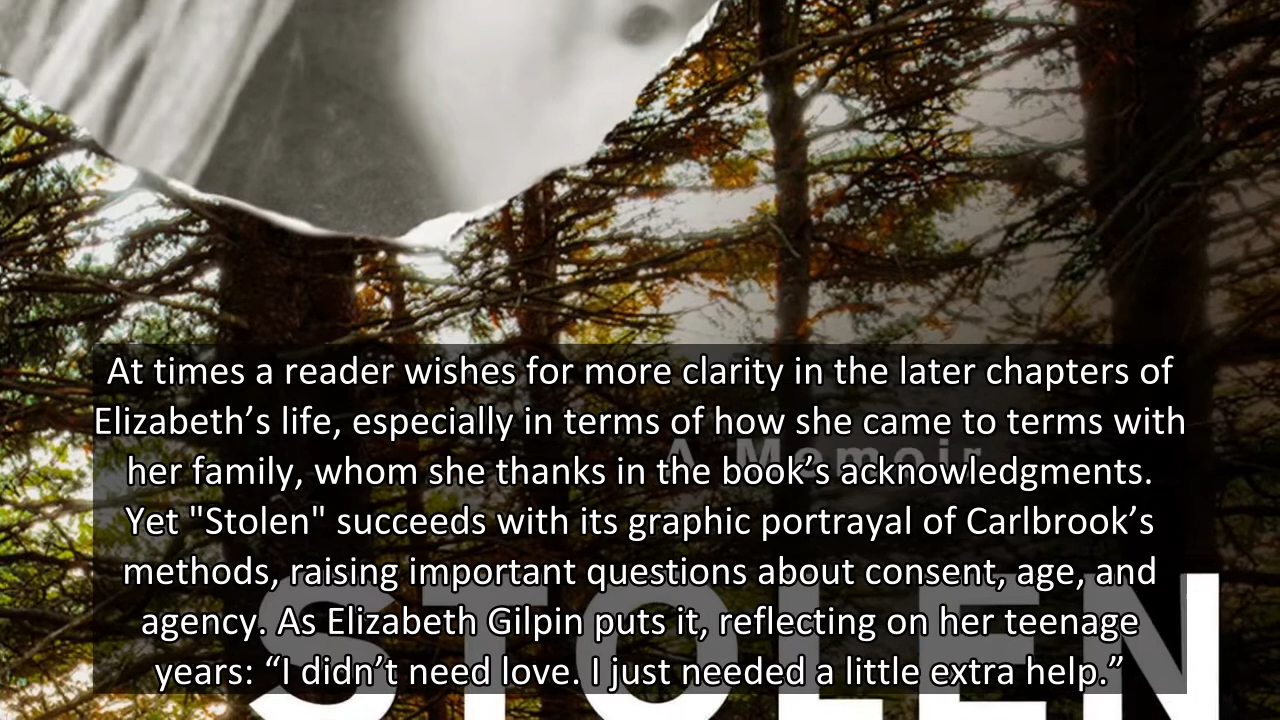 At times a reader wishes for more clarity in the later chapters of
Elizabeth’s life, especially in terms of how she came to terms with
A Memoir
her family, whom she thanks in the book’s acknowledgments.
Yet "Stolen" succeeds with its graphic portrayal of Carlbrook’s
methods, raising important questions about consent, age, and
agency. As Elizabeth Gilpin puts it, reflecting on her teenage
years: “I didn’t need love. I just needed a little extra help.”
STOLEN